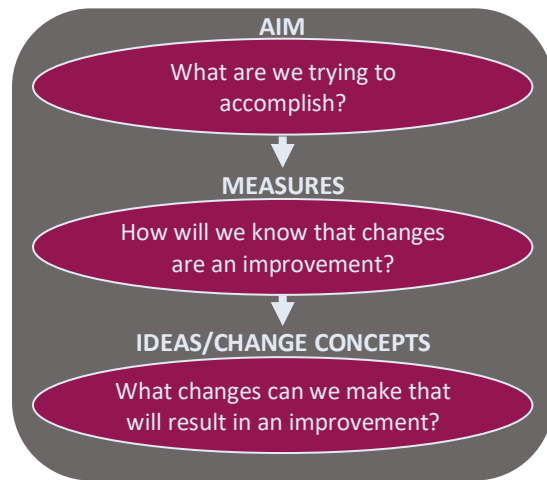 AIM
What are we trying to
accomplish?
MEASURES
How will we know that changes
are an improvement?
IDEAS/CHANGE CONCEPTS
What changes can we make that
will result in an improvement?